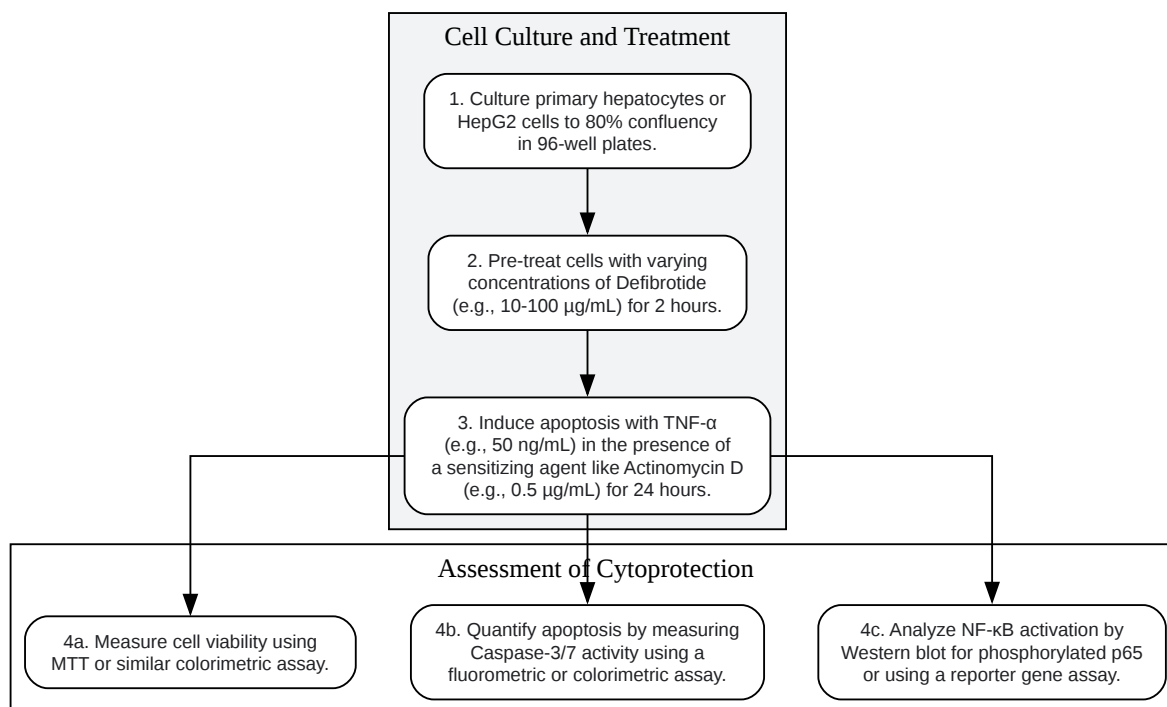 Cell Culture and Treatment
1. Culture primary hepatocytes or
HepG2 cells to 80% confluency
in 96-well plates.
2. Pre-treat cells with varying
concentrations of Defibrotide
(e.g., 10-100 µg/mL) for 2 hours.
3. Induce apoptosis with TNF-α
(e.g., 50 ng/mL) in the presence of
a sensitizing agent like Actinomycin D
(e.g., 0.5 µg/mL) for 24 hours.
Assessment of Cytoprotection
4a. Measure cell viability using
MTT or similar colorimetric assay.
4b. Quantify apoptosis by measuring
Caspase-3/7 activity using a
fluorometric or colorimetric assay.
4c. Analyze NF-κB activation by
Western blot for phosphorylated p65
or using a reporter gene assay.